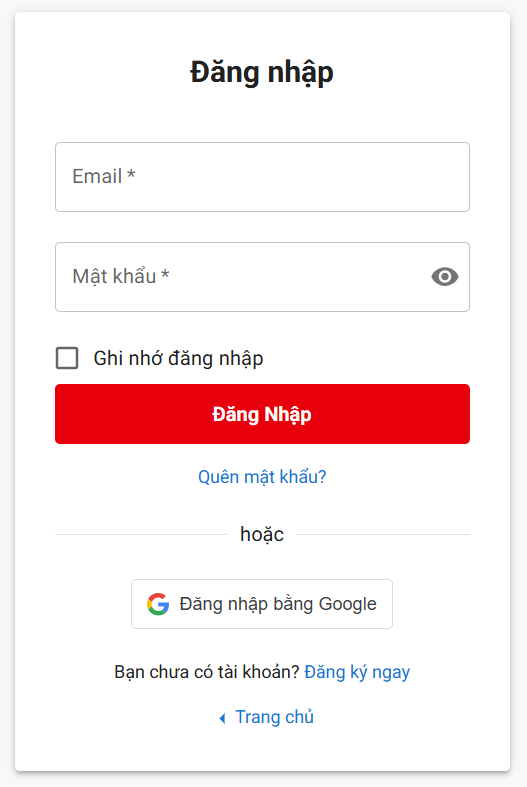 Đăng nhập
Email *
Mật khẩu *
Ghi nhớ đăng nhập
Đăng Nhập
Quên mật khẩu?
hoặc
Đăng nhập bằng Google
Bạn chưa có tài khoản? Đăng ký ngay
Trang chủ